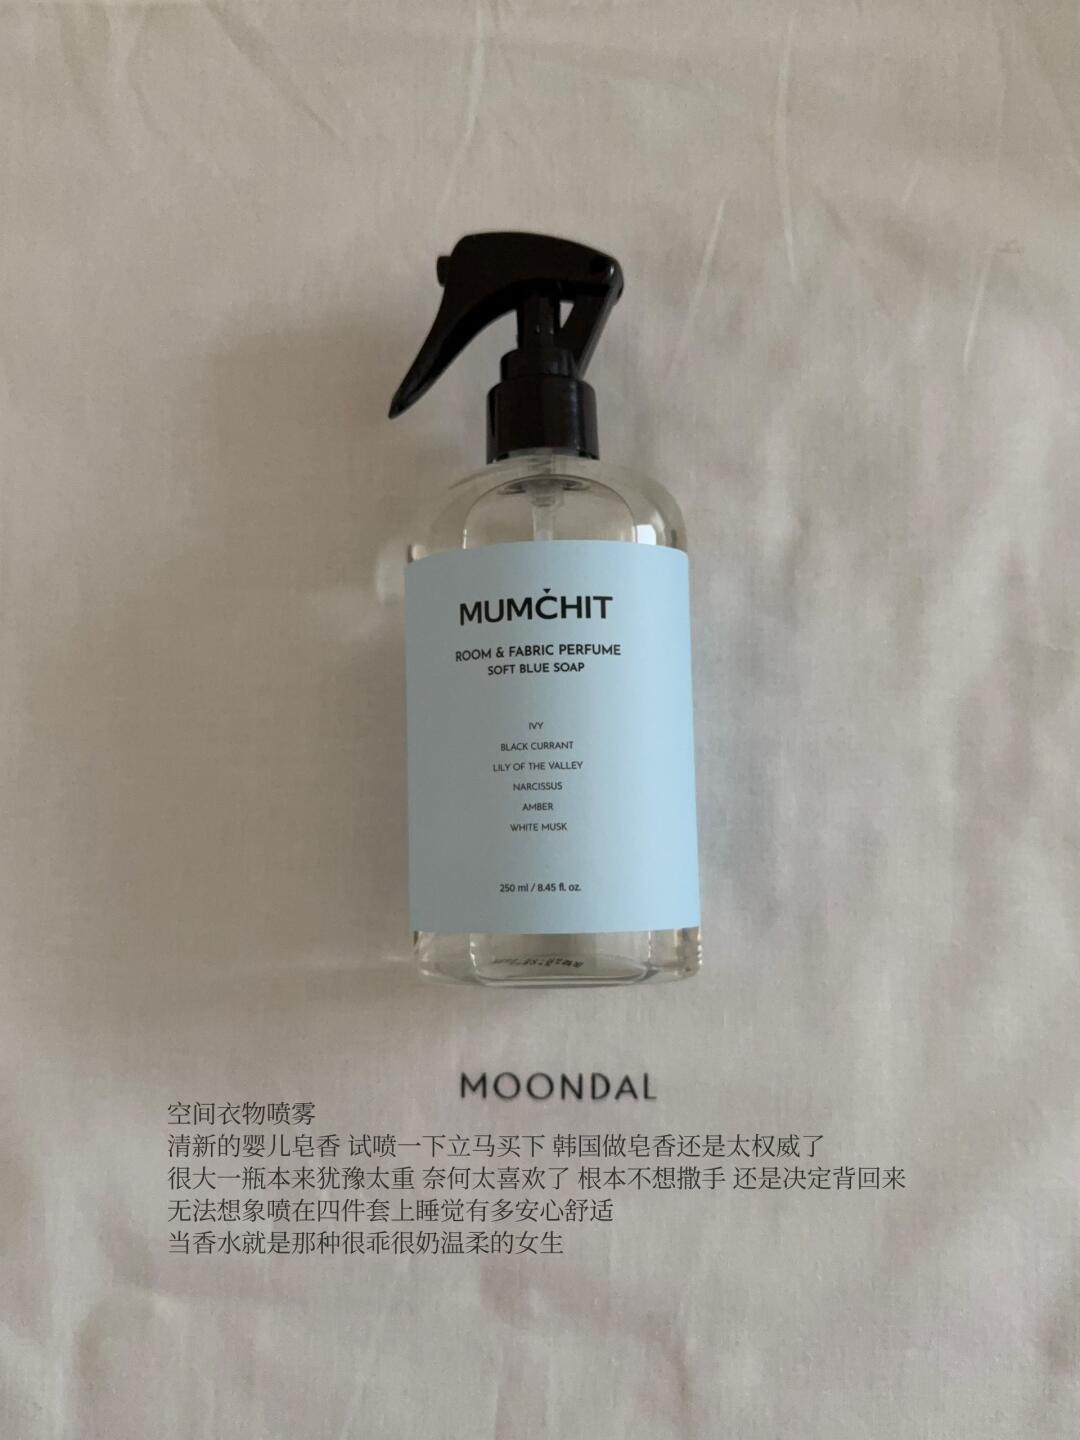 MUMCHIT
ROOM & FABRIC PERFUME
SOFT BLUE SOAP
IVY
BLACK CURRANT
LILY OF THE VALLEY
NARCISSUS
AMBER
WHITE MUSK
250 ml / 8.45 fl. oz.
MOONDAL
空间衣物喷雾
清新的婴儿皂香 试喷一下立马买下 韩国做皂香还是太权威了
很大一瓶本来犹豫太重 奈何太喜欢了 根本不想撒手 还是决定背回来
无法想象喷在四件套上睡觉有多安心舒适
当香水就是那种很乖很奶温柔的女生